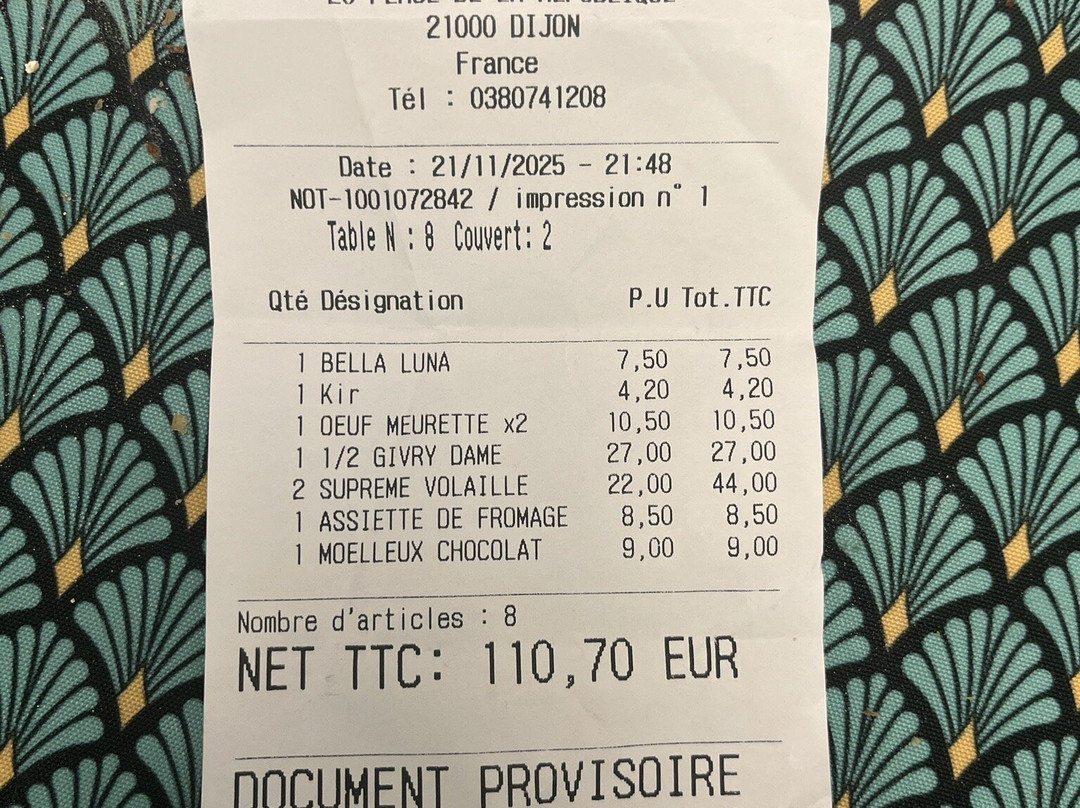 DE LA REPUBLIQUE
21000 DIJON
France
Tél : 0380741208
Date : 21/11/2025 - 21:48
NOT-1001072842 / impression n° 1
Table N : 8 Couvert: 2
Qté Désignation P.U Tot.TTC
1 BELLA LUNA 7,50 7,50
1 Kir 4,20 4,20
1 OEUF MEURETTE x2 10,50 10,50
1 1/2 GIVRY DAME 27,00 27,00
2 SUPREME VOLAILLE 22,00 44,00
1 ASSIETTE DE FROMAGE 8,50 8,50
1 MOELLEUX CHOCOLAT 9,00 9,00
Nombre d'articles : 8
NET TTC: 110,70 EUR
DOCUMENT PROVISOIRE